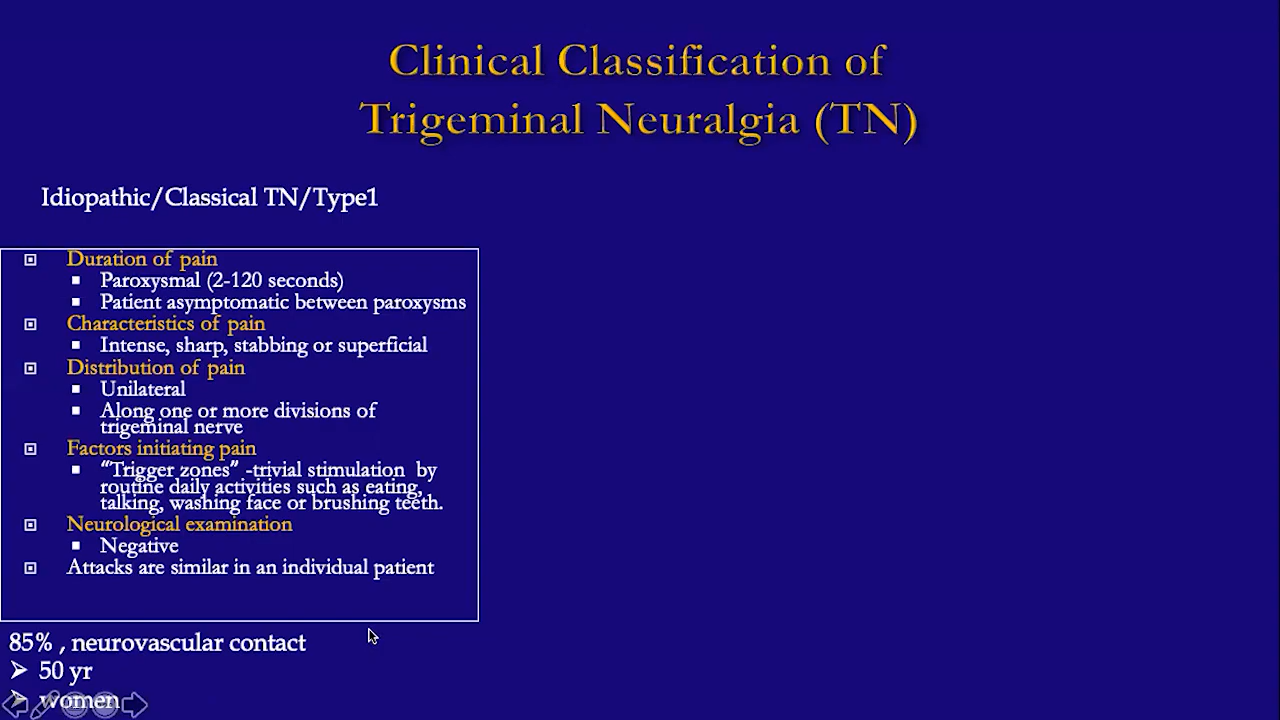 Clinical Classification of
Trigeminal Neuralgia (TN)
Idiopathic/Classical TN/Type1
Duration of pain
Paroxysmal (2-120 seconds)
Patient asymptomatic between paroxysms
Characteristics of pain
Intense, sharp, stabbing or superficial
Distribution of pain
Unilateral
Along one or more divisions of
trigeminal nerve
Factors initiating pain
“Trigger zones” -trivial stimulation by
routine daily activities such as eating,
talking, washing face or brushing teeth.
Neurological examination
Negative
Attacks are similar in an individual patient
85% , neurovascular contact
50 yr
women